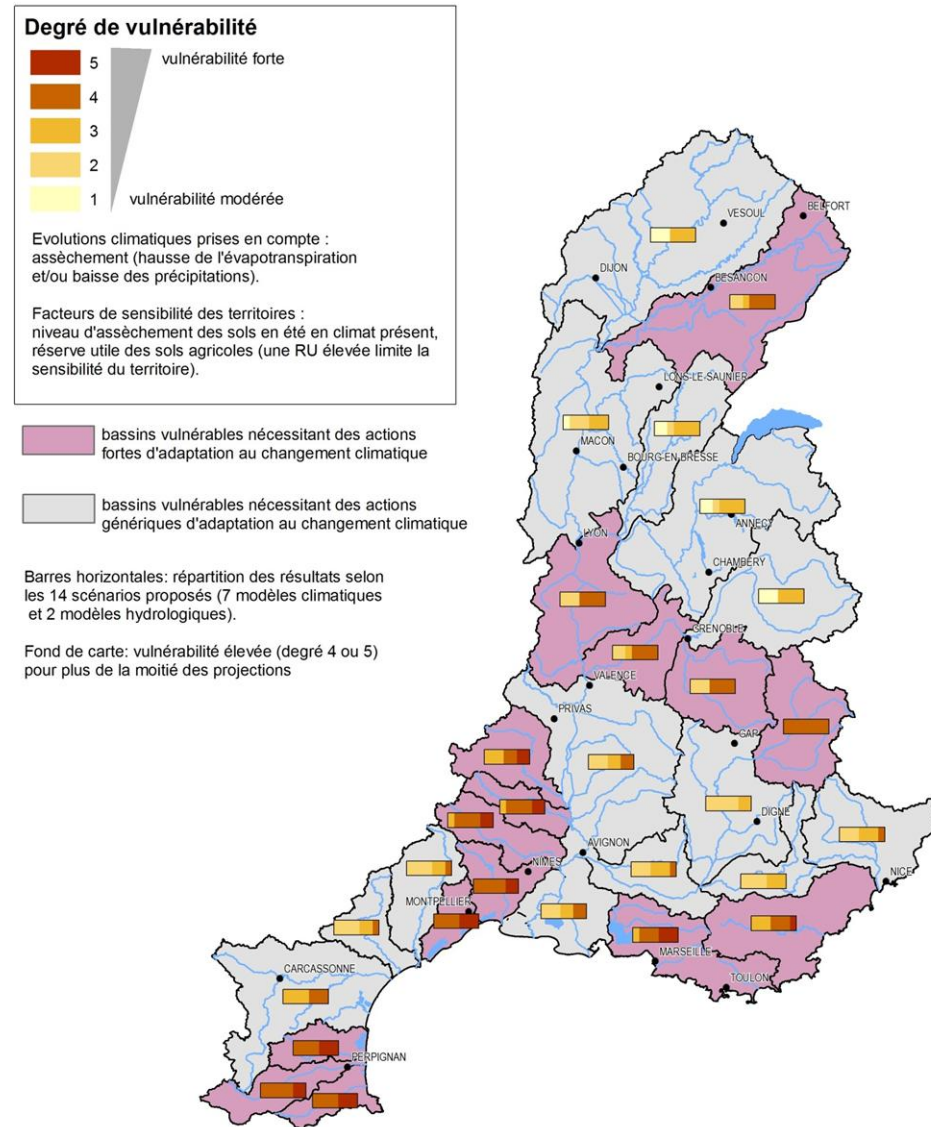 Degré de vulnérabilité
5
vulnérabilité forte
4
3
2
1
vulnérabilité modérée
Evolutions climatiques prises en compte :
assèchement (hausse de l'évapotranspiration
et/ou baisse des précipitations).
Facteurs de sensibilité des territoires :
niveau d'assèchement des sols en été en climat présent,
réserve utile des sols agricoles (une RU élevée limite la
sensibilité du territoire).
bassins vulnérables nécessitant des actions
fortes d'adaptation au changement climatique
bassins vulnérables nécessitant des actions
génériques d'adaptation au changement climatique
Barres horizontales: répartition des résultats selon
les 14 scénarios proposés (7 modèles climatiques
et 2 modèles hydrologiques).
Fond de carte: vulnérabilité élevée (degré 4 ou 5)
pour plus de la moitié des projections
BELFORT
VESOUL
DIJON
BESANCON
LONS-LE-SAUNIER
MACON
BOURG-EN-BRESSE
ANNECY
LYON
CHAMBERY
GRENOBLE
VALENCE
PRIVAS
GAP
DIGNE
AVIGNON
NICE
NIMES
MONTPELLIER
MARSEILLE
TOULON
CARCASSONNE
PERPIGNAN